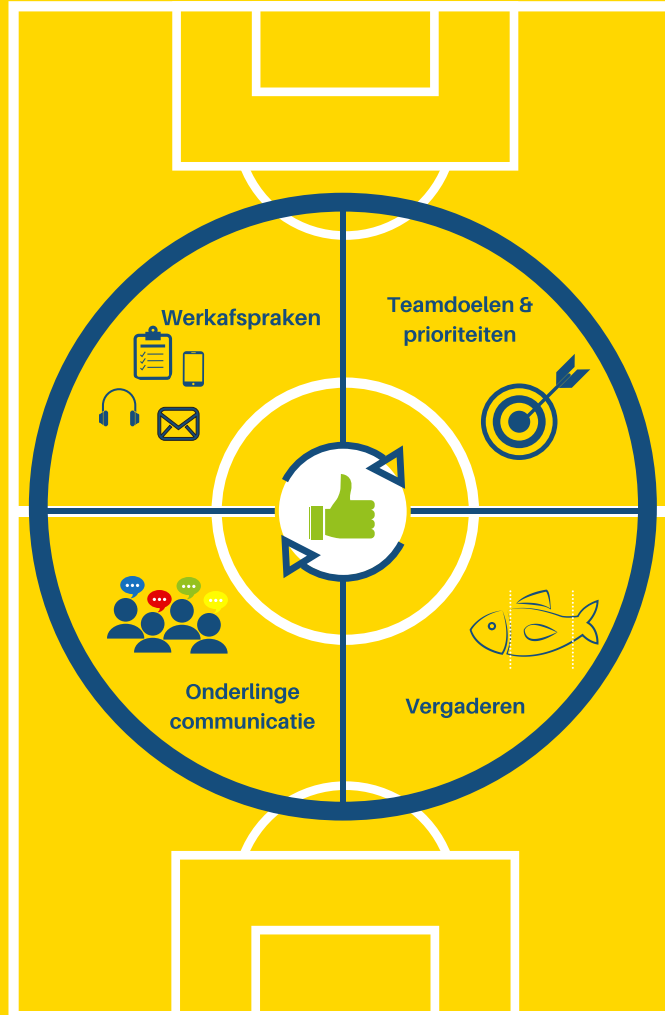 Werkafspraken
Teamdoelen &
prioriteiten
Onderlinge
communicatie
Vergaderen